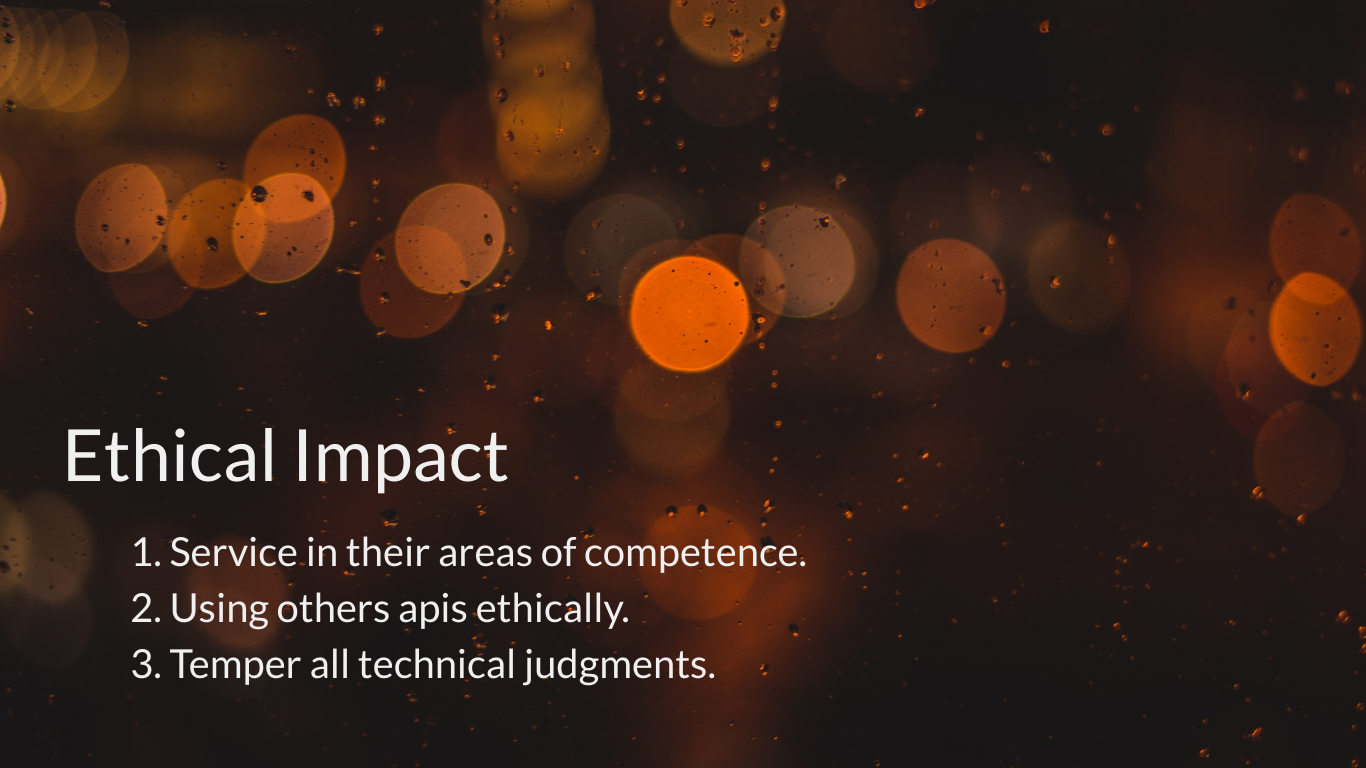 Ethical Impact
1. Service in their areas of competence.
2. Using others apis ethically.
3. Temper all technical judgments.